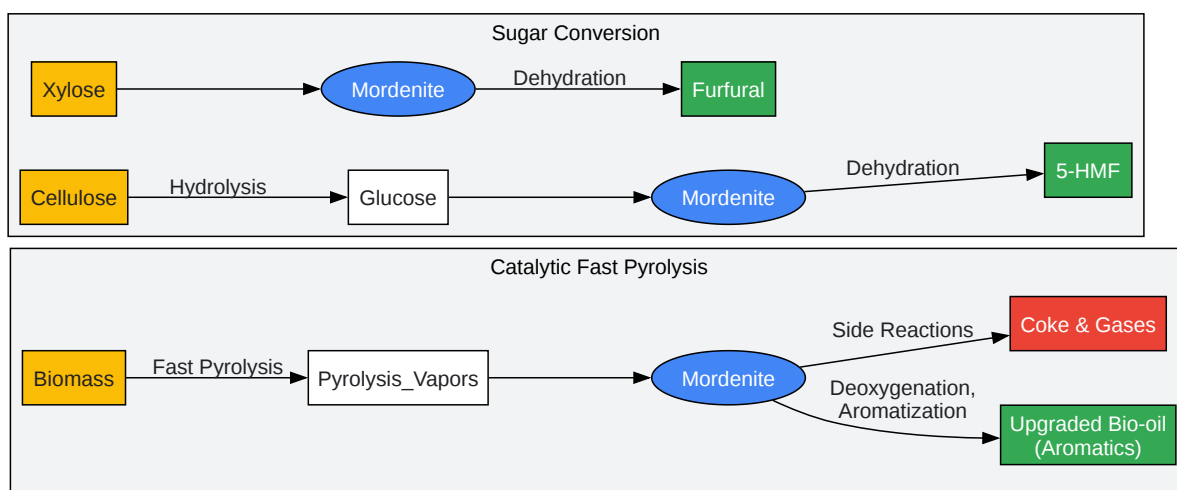 Sugar Conversion
Xylose
Mordenite
Dehydration
Furfural
Cellulose
Hydrolysis
Glucose
Mordenite
Dehydration
5-HMF
Catalytic Fast Pyrolysis
Biomass
Fast Pyrolysis
Pyrolysis_Vapors
Mordenite
Side Reactions
Coke & Gases
Deoxygenation,
Aromatization
Upgraded Bio-oil
(Aromatics)